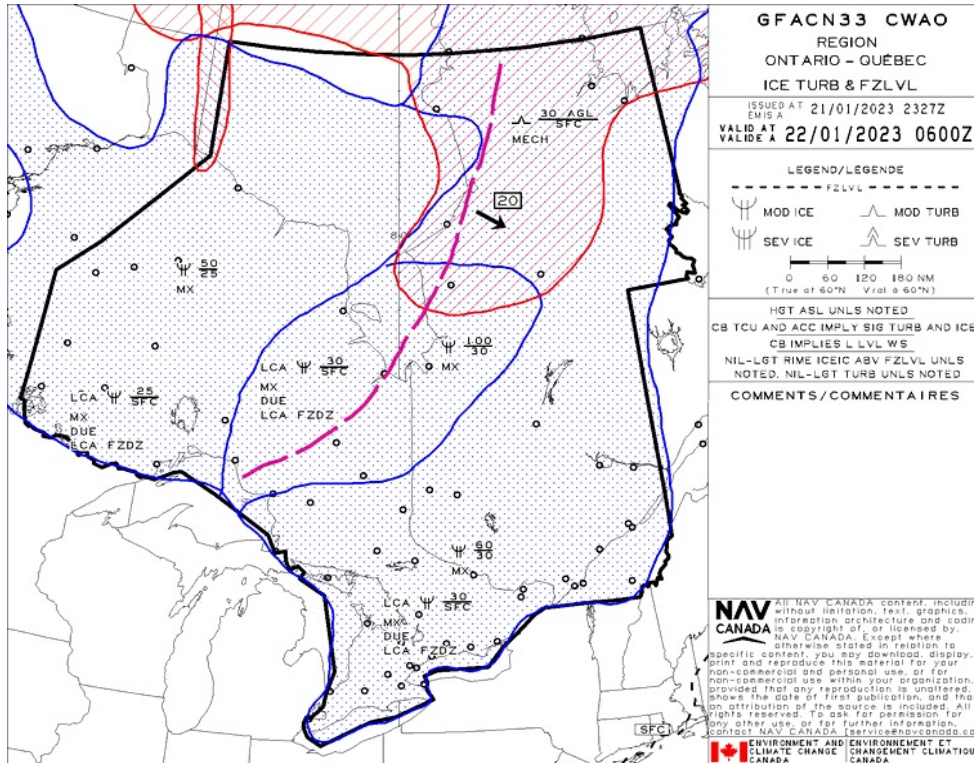 GFACN33 CWAO
REGION
ONTARIO - QUÉBEC
ICE TURB & FZLVL
ISSUED AT
ÉMIS À
21/01/2023 2327Z
VALID AT
VALIDE À
22/01/2023 0600Z
LEGEND/LÉGENDE
FZLVL
MOD ICE
MOD TURB
SEV ICE
SEV TURB
0 60 120 180 NM
(True at 60°N Vrai à 60°N)
HGT ASL UNLS NOTED
CB TCU AND ACC IMPLY SIG TURB AND ICE
CB IMPLIES L LVL WS
NIL-LGT RIME ICEIC ABV FZLVL UNLS
NOTED, NIL-LGT TURB UNLS NOTED
COMMENTS/COMMENTAIRES
30 AGL
SFC
MECH
20
50
25
MX
100
30
MX
LCA 30
SFC
MX
DUE
LCA FZDZ
LCA 25
SFC
MX
DUE
LCA FZDZ
60
30
MX
LCA 30
SFC
MX
DUE
LCA FZDZ
SFC
NAV
CANADA
All NAV CANADA content, includin
without limitation, text, graphics,
information architecture and codin
is copyright of, or licensed by,
NAV CANADA. Except where
otherwise stated in relation to
specific content, you may download, display,
print and reproduce this material for your
non-commercial and personal use, or for
non-commercial use within your organization,
provided that any reproduction is unaltered,
shows the date of first publication, and tha
an attribution of the source is included. All
rights reserved. To ask for permission for
any other use, or for further information,
contact NAV CANADA [service@navcanada.ca
ENVIRONMENT AND
CLIMATE CHANGE
CANADA
ENVIRONNEMENT ET
CHANGEMENT CLIMATIQU
CANADA